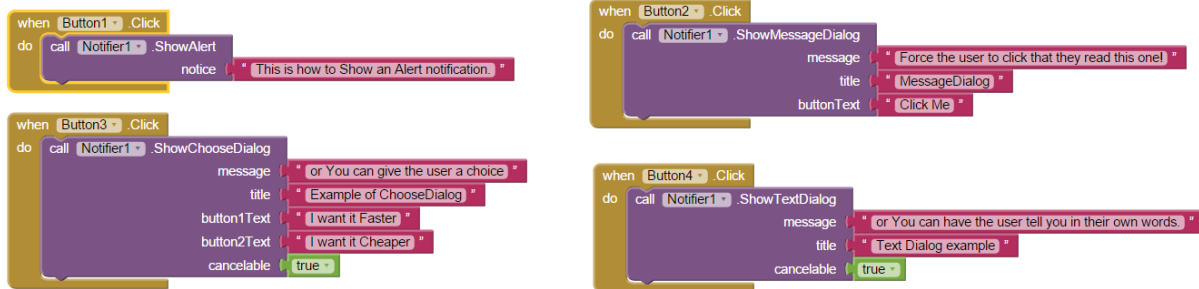 when Button1 .Click
do call Notifier1 .ShowAlert
notice " This is how to Show an Alert notification. "
when Button2 .Click
do call Notifier1 .ShowMessageDialog
message " Force the user to click that they read this one! "
title " MessageDialog "
buttonText " Click Me "
when Button3 .Click
do call Notifier1 .ShowChooseDialog
message " or You can give the user a choice "
title " Example of ChooseDialog "
button1Text " I want it Faster "
button2Text " I want it Cheaper "
cancelable true
when Button4 .Click
do call Notifier1 .ShowTextDialog
message " or You can have the user tell you in their own words. "
title " Text Dialog example "
cancelable true